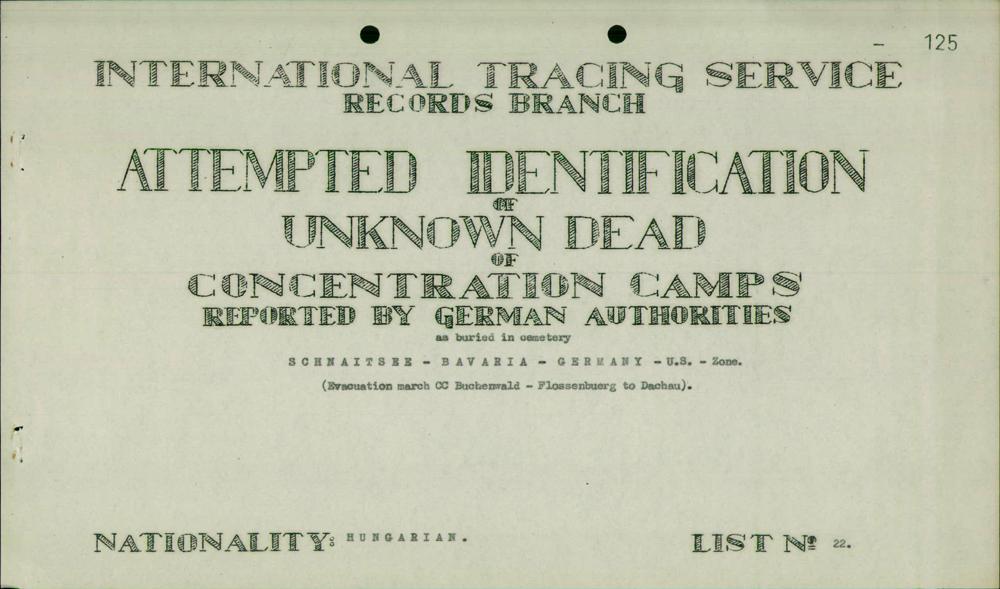 - 125
INTERNATIONAL TRACING SERVICE
RECORDS BRANCH
ATTEMPTED IDENTIFICATION
OF
UNKNOWN DEAD
OF
CONCENTRATION CAMPS
REPORTED BY GERMAN AUTHORITIES
as buried in cemetery
SCHNAITSEE - BAVARIA - GERMANY - U.S. - Zone.
(Evacuation march CC Buchenwald - Flossenbuerg to Dachau).
NATIONALITY: HUNGARIAN.
LIST Nº 22.